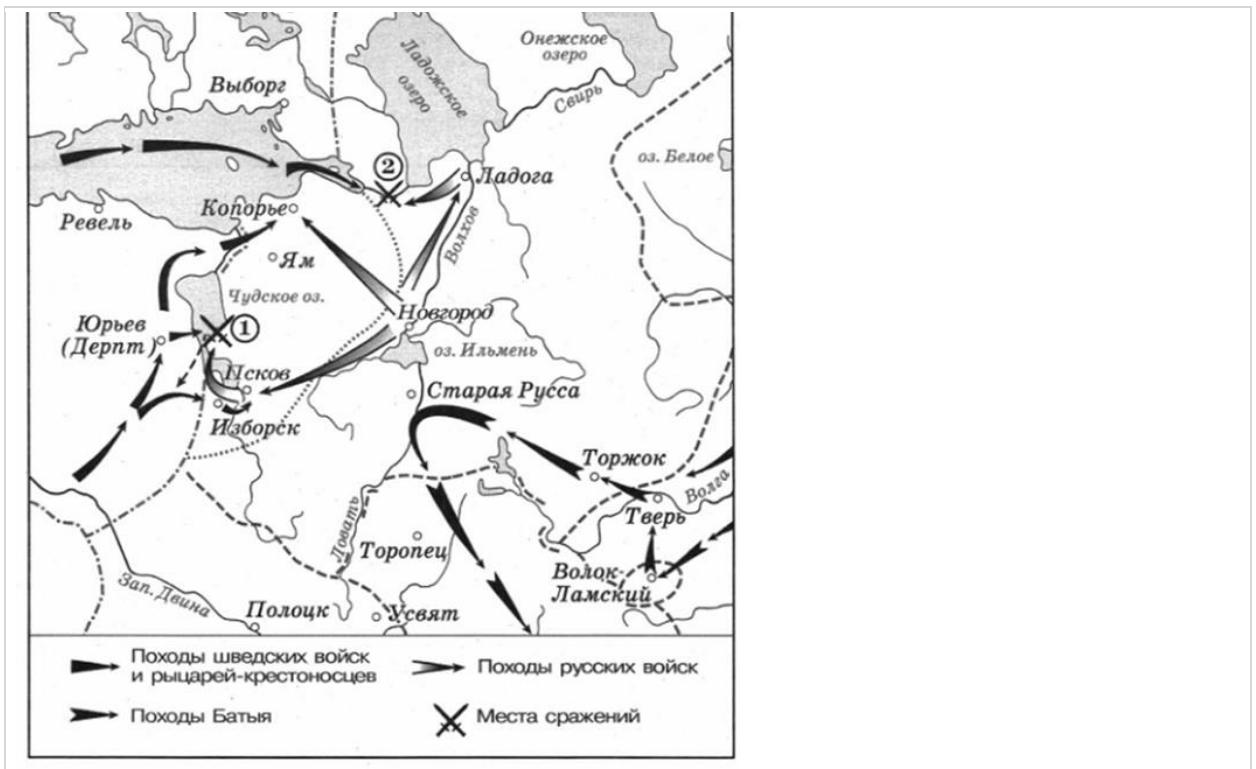 Онежское
озеро
Ладожское
озеро
Выборг
Свирь
оз. Белое
2
Ладога
Копорье
Ревель
Волхов
Ям
Чудское оз.
Новгород
Юрьев
(Дерпт)
1
оз. Ильмень
Псков
Старая Русса
Изборск
Торжок
Волга
Тверь
Ловать
Торопец
Волок-
Ламский
Зап. Двина
Полоцк
Усвят
Походы шведских войск
и рыцарей-крестоносцев
Походы русских войск
Походы Батыя
Места сражений